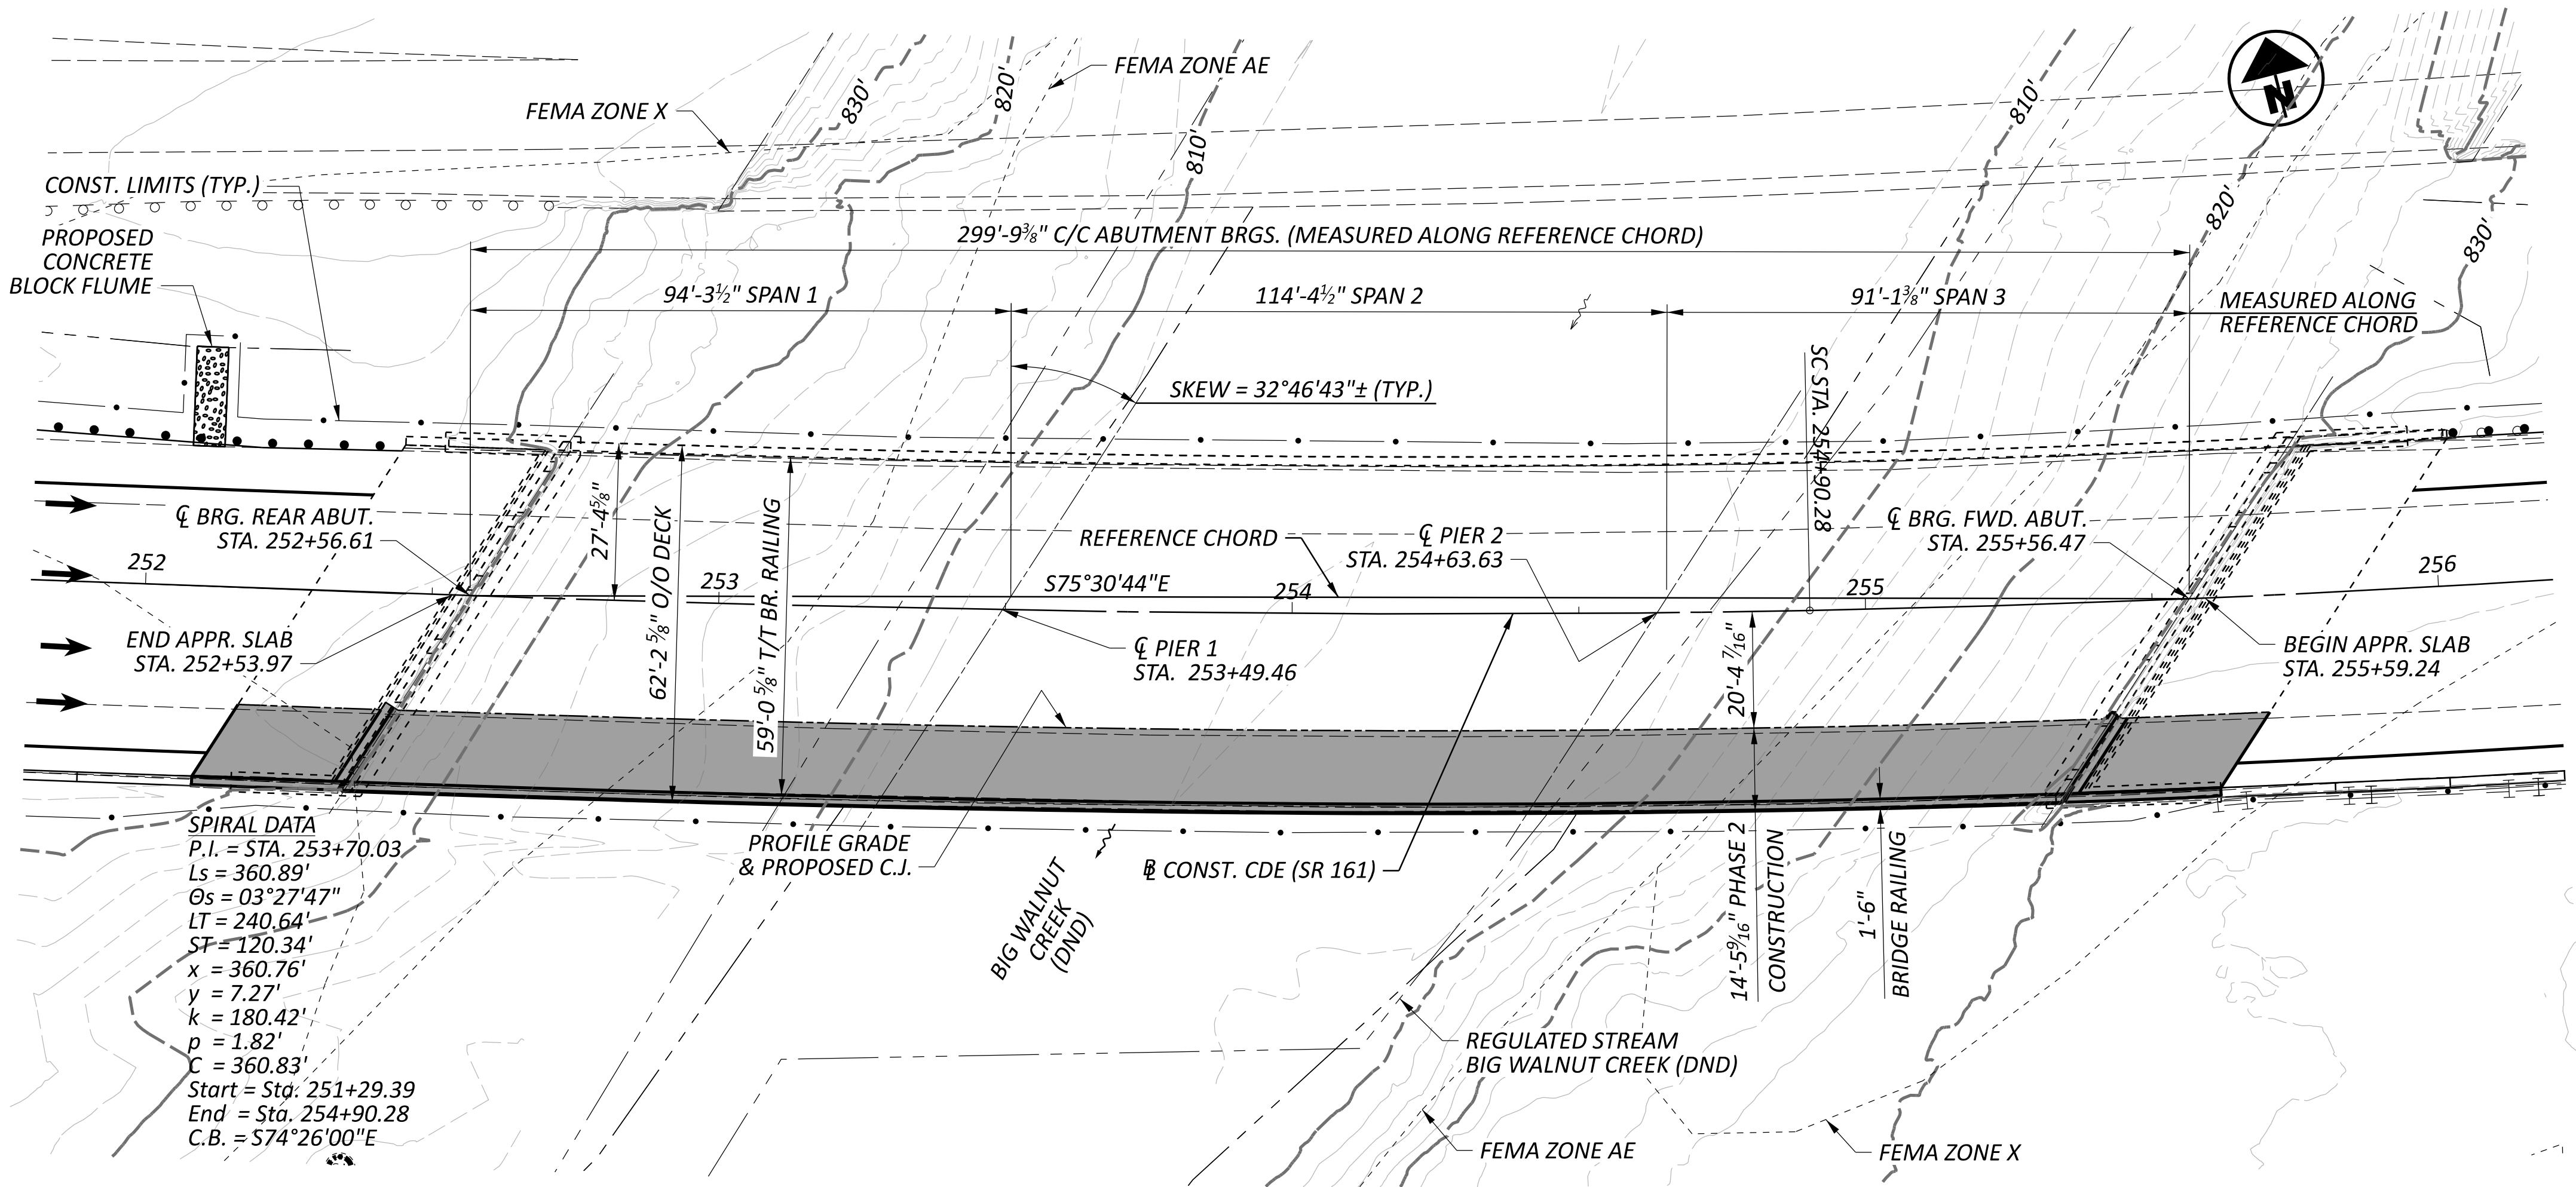 FEMA ZONE AE
FEMA ZONE X
830'
820'
810'
810'
820'
830'
N
CONST. LIMITS (TYP.)
PROPOSED
CONCRETE
BLOCK FLUME
299'-9⅜" C/C ABUTMENT BRGS. (MEASURED ALONG REFERENCE CHORD)
94'-3½" SPAN 1
114'-4½" SPAN 2
91'-1⅜" SPAN 3
MEASURED ALONG
REFERENCE CHORD
SKEW = 32°46'43"± (TYP.)
SC STA. 254+90.28
℄ BRG. REAR ABUT.
STA. 252+56.61
27'-4⅝"
62'-2 ⅝" O/O DECK
59'-0 ⅝" T/T BR. RAILING
REFERENCE CHORD
℄ PIER 2
STA. 254+63.63
℄ BRG. FWD. ABUT.
STA. 255+56.47
252
253
S75°30'44"E
254
255
256
END APPR. SLAB
STA. 252+53.97
℄ PIER 1
STA. 253+49.46
20'-4 7/16"
BEGIN APPR. SLAB
STA. 255+59.24
PROFILE GRADE
& PROPOSED C.J.
BIG WALNUT
CREEK
(DND)
BL CONST. CDE (SR 161)
14'-5 9/16" PHASE 2
CONSTRUCTION
1'-6"
BRIDGE RAILING
SPIRAL DATA
P.I. = STA. 253+70.03
Ls = 360.89'
Θs = 03°27'47"
LT = 240.64'
ST = 120.34'
x = 360.76'
y = 7.27'
k = 180.42'
p = 1.82'
C = 360.83'
Start = Sta. 251+29.39
End = Sta. 254+90.28
C.B. = S74°26'00"E
REGULATED STREAM
BIG WALNUT CREEK (DND)
FEMA ZONE AE
FEMA ZONE X